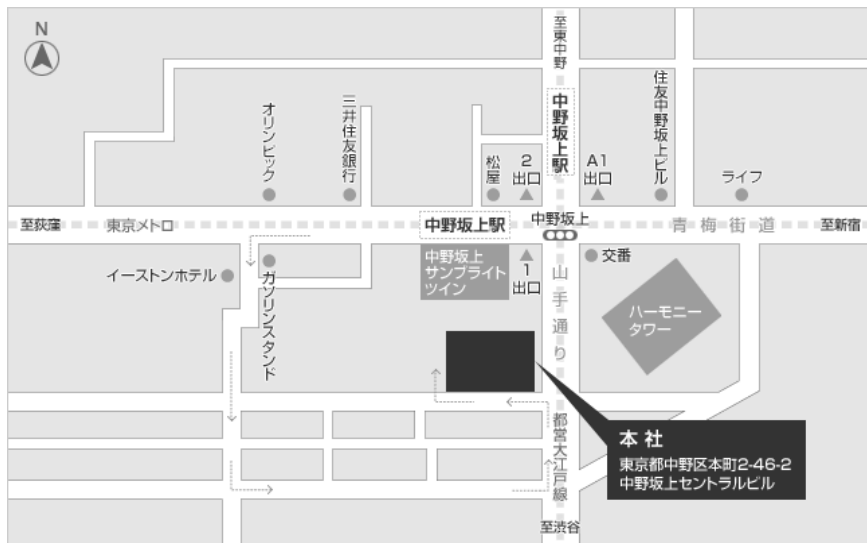 N
至東中野
中野坂上駅
オリンピック
三井住友銀行
松屋
2
出口
A1
出口
住友中野坂上ビル
ライフ
至荻窪
東京メトロ
中野坂上駅
中野坂上
青梅街道
至新宿
イーストンホテル
ガソリンスタンド
中野坂上
サンブライト
ツイン
1
出口
山手通り
交番
ハーモニー
タワー
都営大江戸線
本社
東京都中野区本町2-46-2
中野坂上セントラルビル
至渋谷